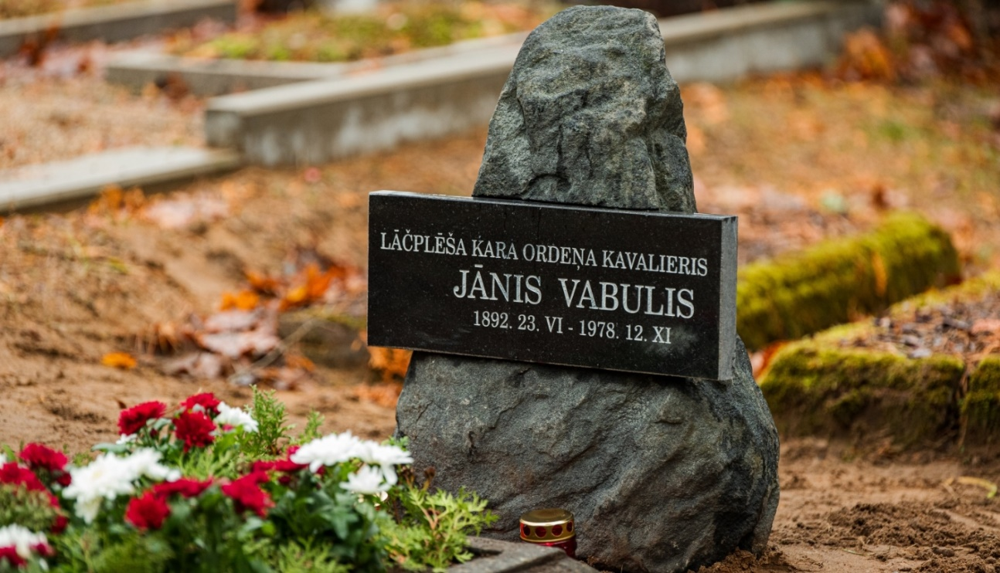 LĀČPLĒŠA KARA ORDEŅA KAVALIERIS
JĀNIS VABULIS
1892. 23. VI - 1978. 12. XI